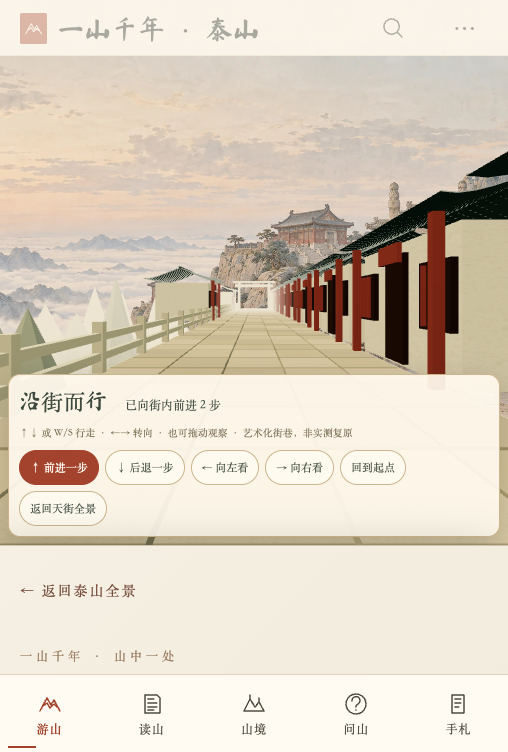 一山千年 · 泰山
沿街而行 已向街内前进 2 步
↑↓ 或 W/S 行走 · ←→ 转向 · 也可拖动观察 · 艺术化街巷，非实测复原
↑ 前进一步 ↓ 后退一步 ← 向左看 → 向右看 回到起点
返回天街全景
← 返回泰山全景
一山千年 · 山中一处
游山 读山 山境 问山 手札